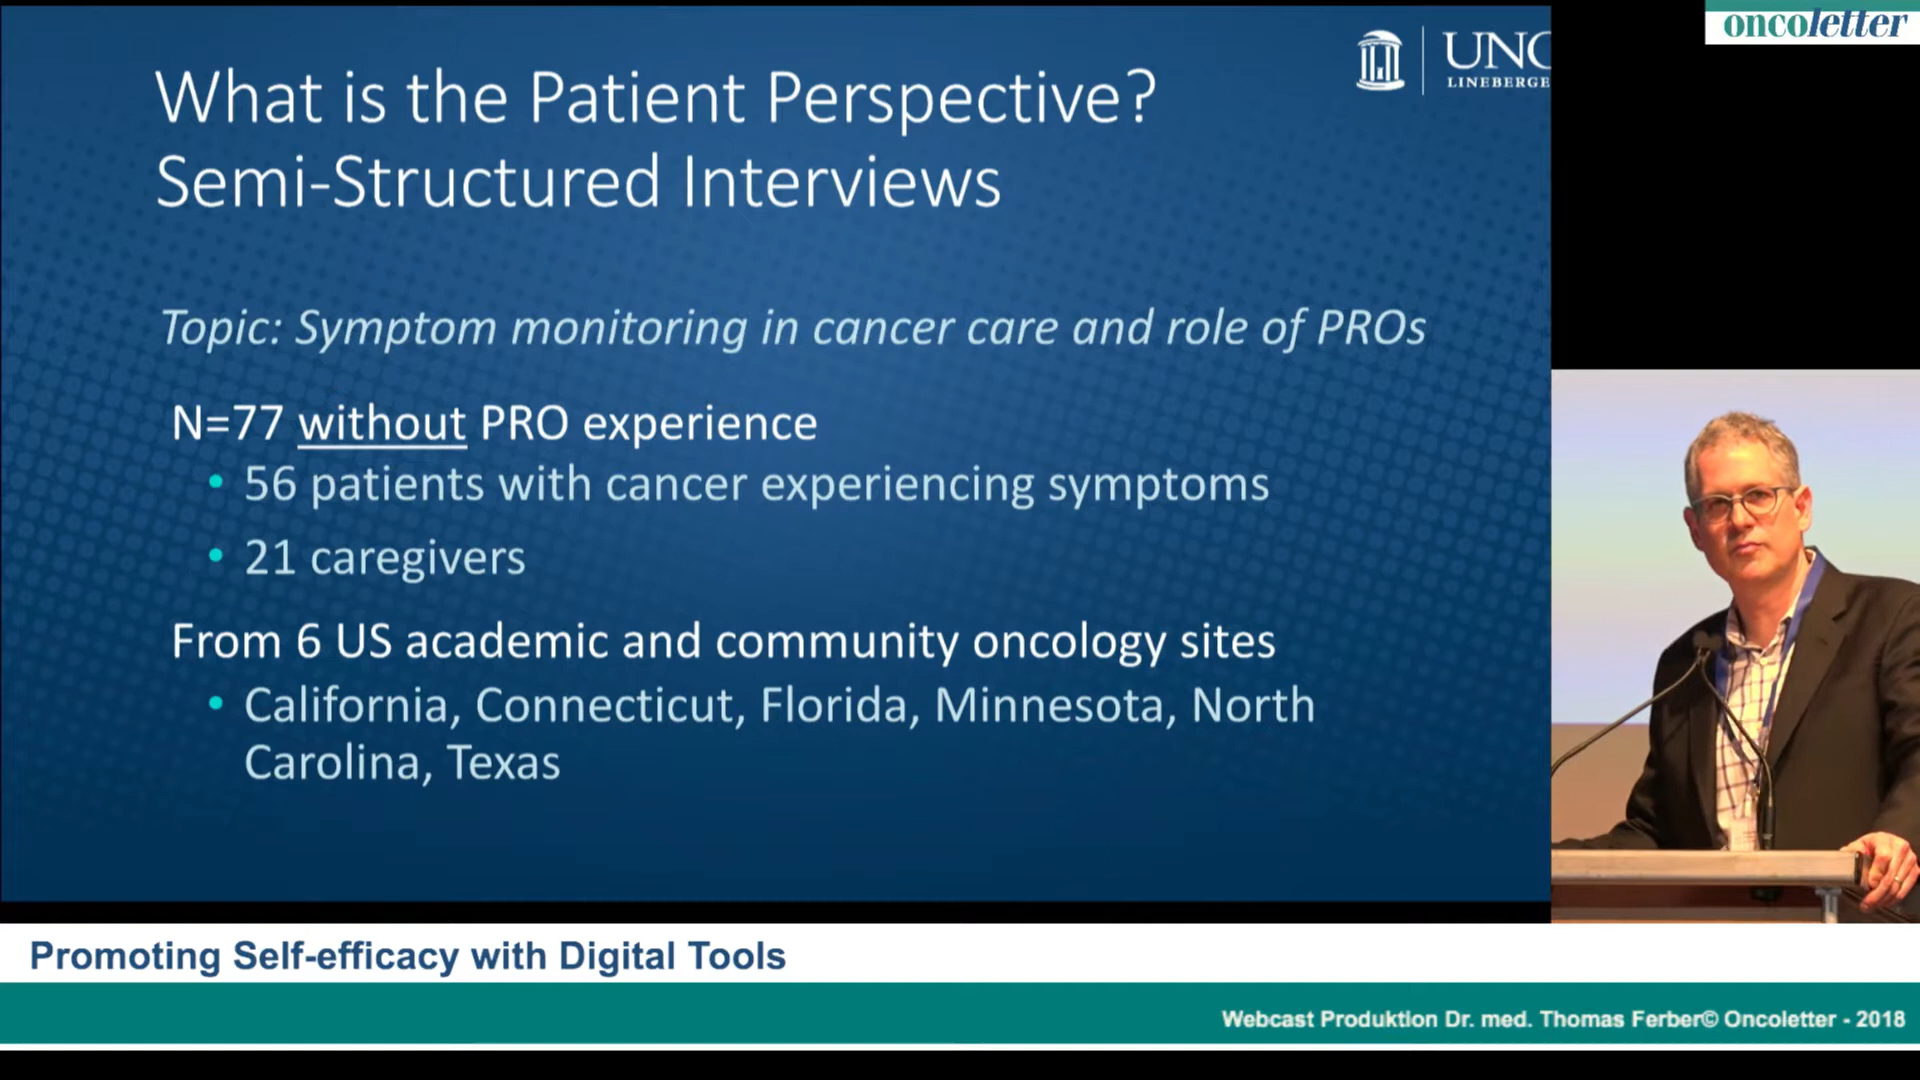 oncoletter
UNC
LINEBERGE
What is the Patient Perspective?
Semi-Structured Interviews
Topic: Symptom monitoring in cancer care and role of PROs
N=77 without PRO experience
• 56 patients with cancer experiencing symptoms
• 21 caregivers
From 6 US academic and community oncology sites
• California, Connecticut, Florida, Minnesota, North
Carolina, Texas
Promoting Self-efficacy with Digital Tools
Webcast Produktion Dr. med. Thomas Ferber© Oncoletter - 2018